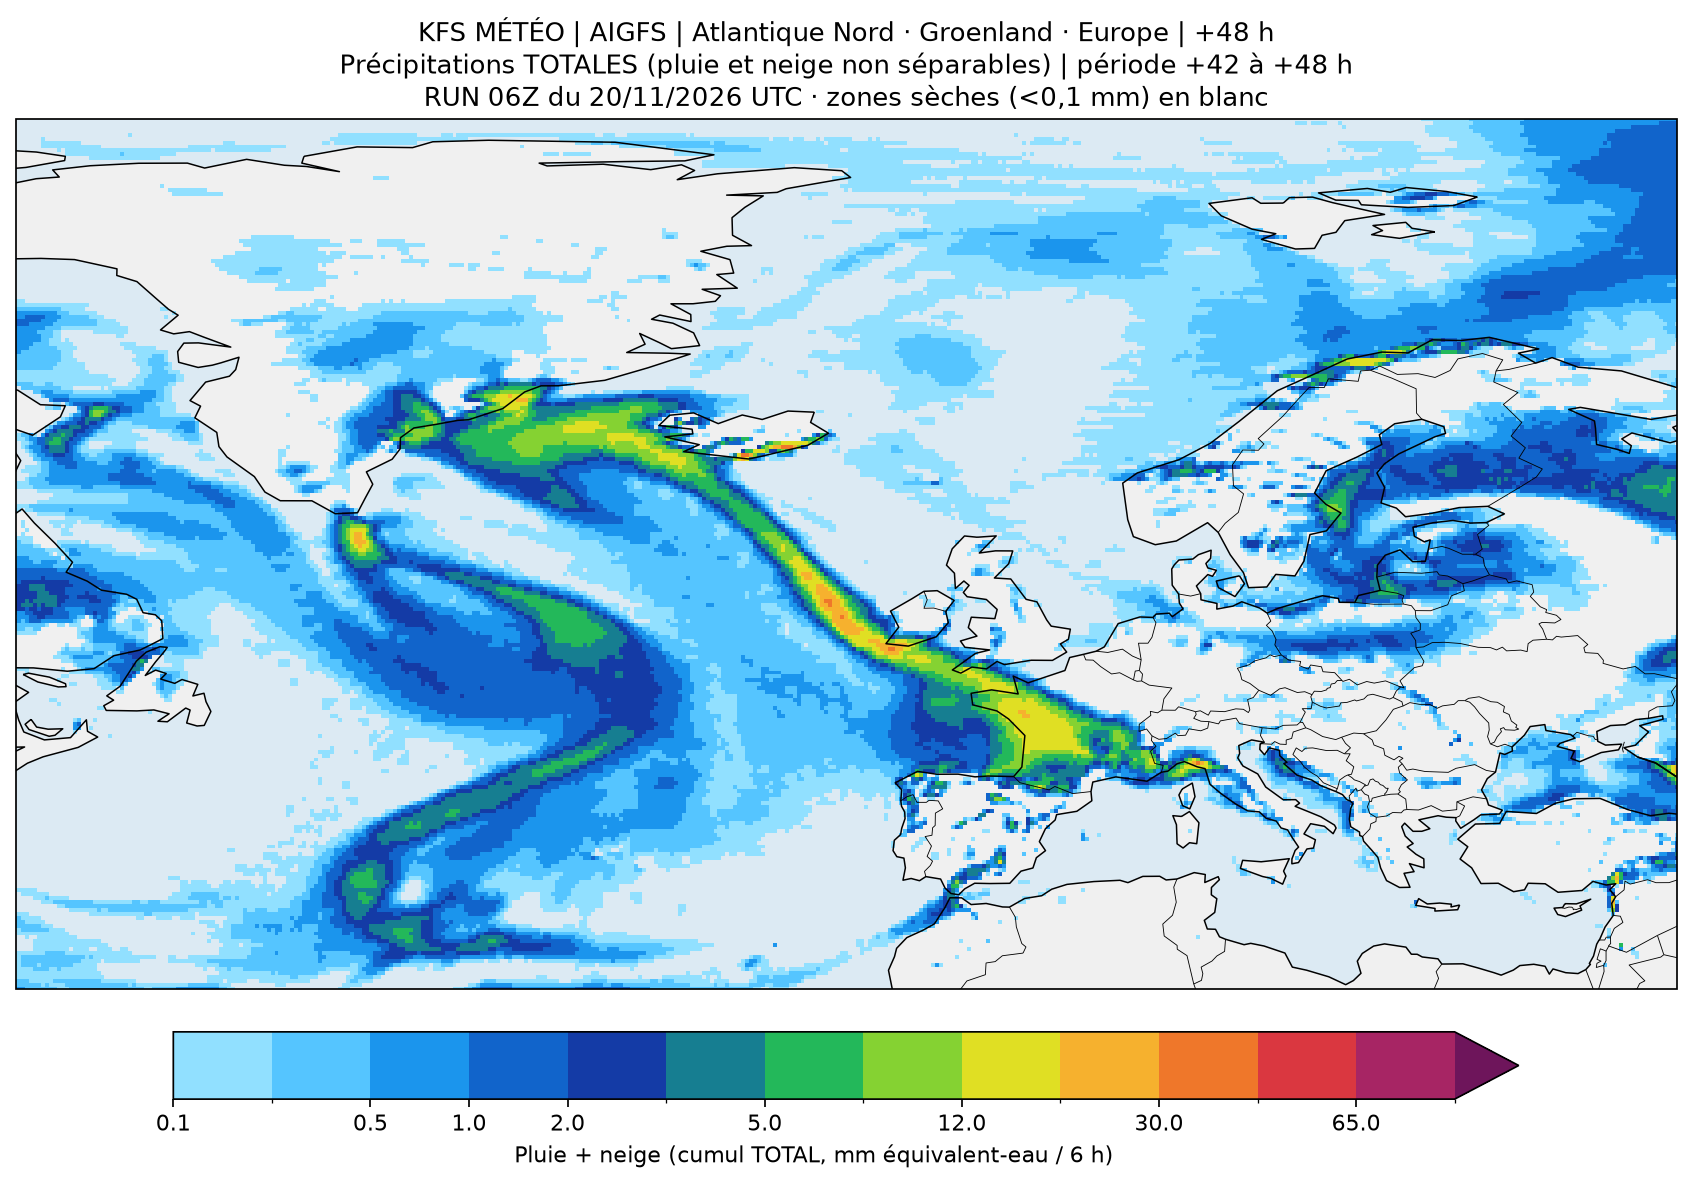 KFS MÉTÉO | AIGFS | Atlantique Nord · Groenland · Europe | +48 h
Précipitations TOTALES (pluie et neige non séparables) | période +42 à +48 h
RUN 06Z du 20/11/2026 UTC · zones sèches (<0,1 mm) en blanc
0.1 0.5 1.0 2.0 5.0 12.0 30.0 65.0
Pluie + neige (cumul TOTAL, mm équivalent-eau / 6 h)